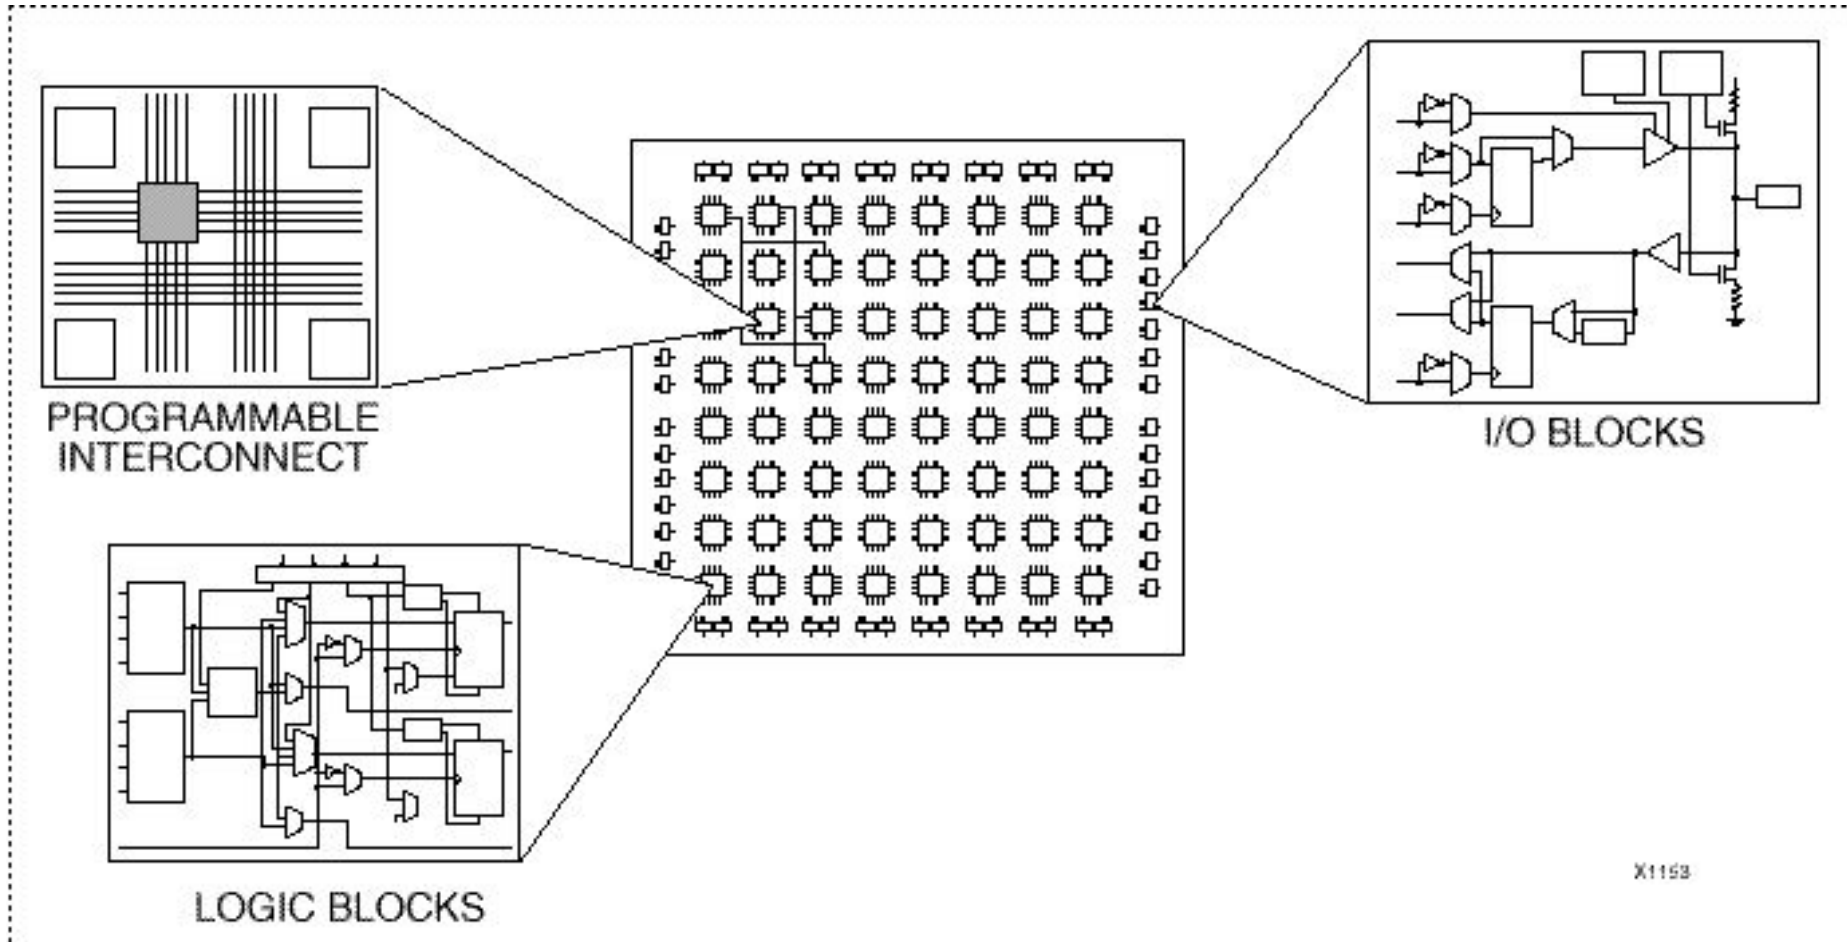 PROGRAMMABLE
INTERCONNECT
I/O BLOCKS
LOGIC BLOCKS
X1153